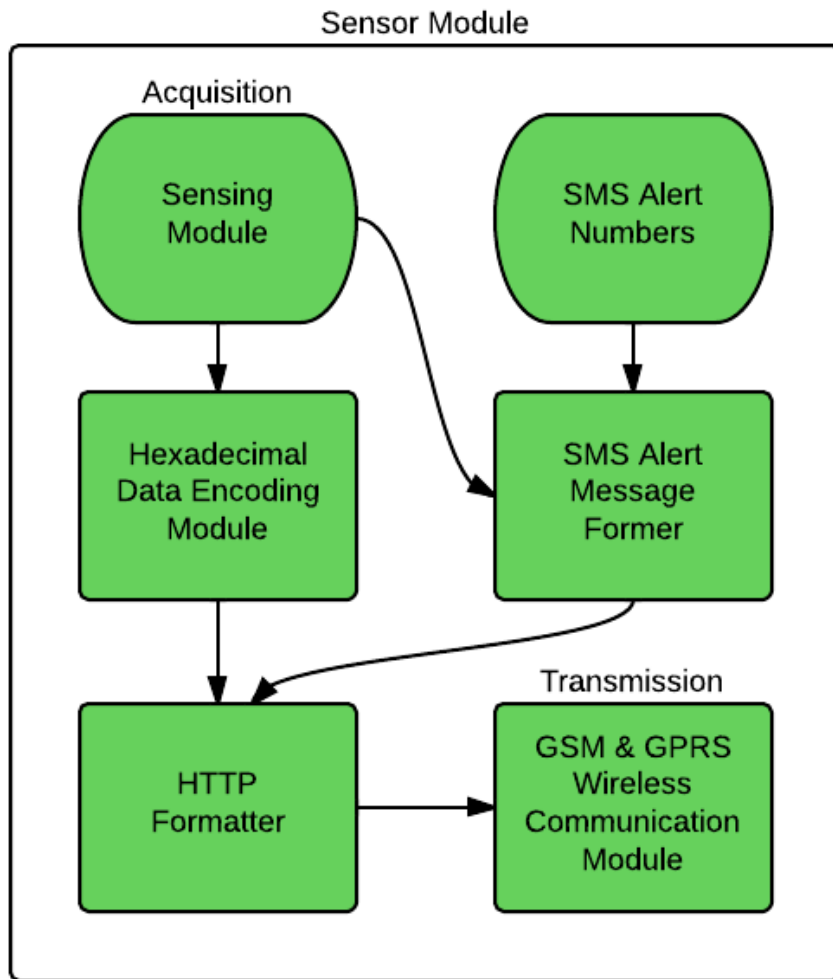 Sensor Module
Acquisition
Sensing
Module
SMS Alert
Numbers
Hexadecimal
Data Encoding
Module
SMS Alert
Message
Former
HTTP
Formatter
Transmission
GSM & GPRS
Wireless
Communication
Module